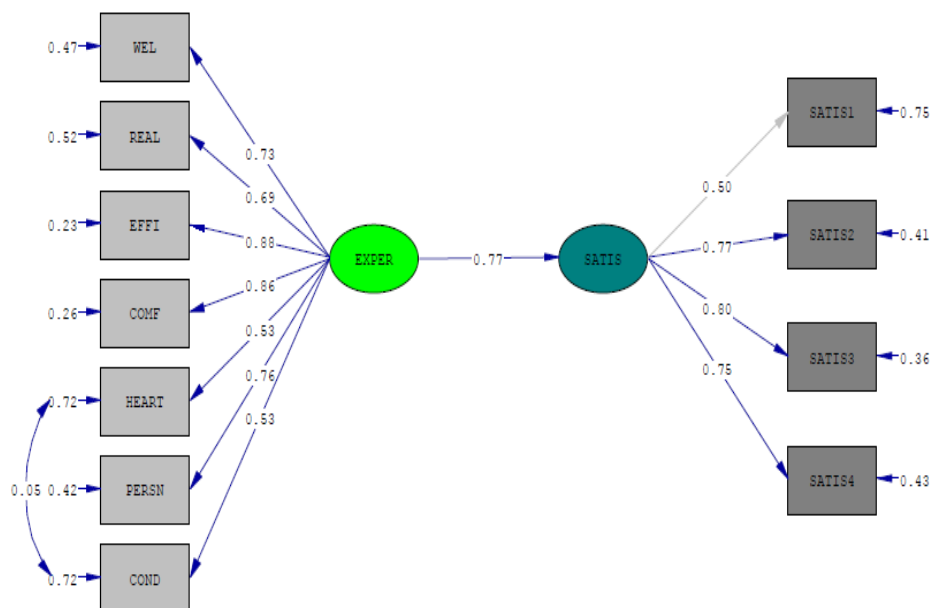 0.47
WEL
0.52
REAL
0.23
EFFI
0.26
COMF
0.72
HEART
0.05
0.42
PERSN
0.72
COND
0.73
0.69
0.88
0.86
0.53
0.76
0.53
EXPER
0.77
SATIS
0.50
0.77
0.80
0.75
SATIS1
0.75
SATIS2
0.41
SATIS3
0.36
SATIS4
0.43